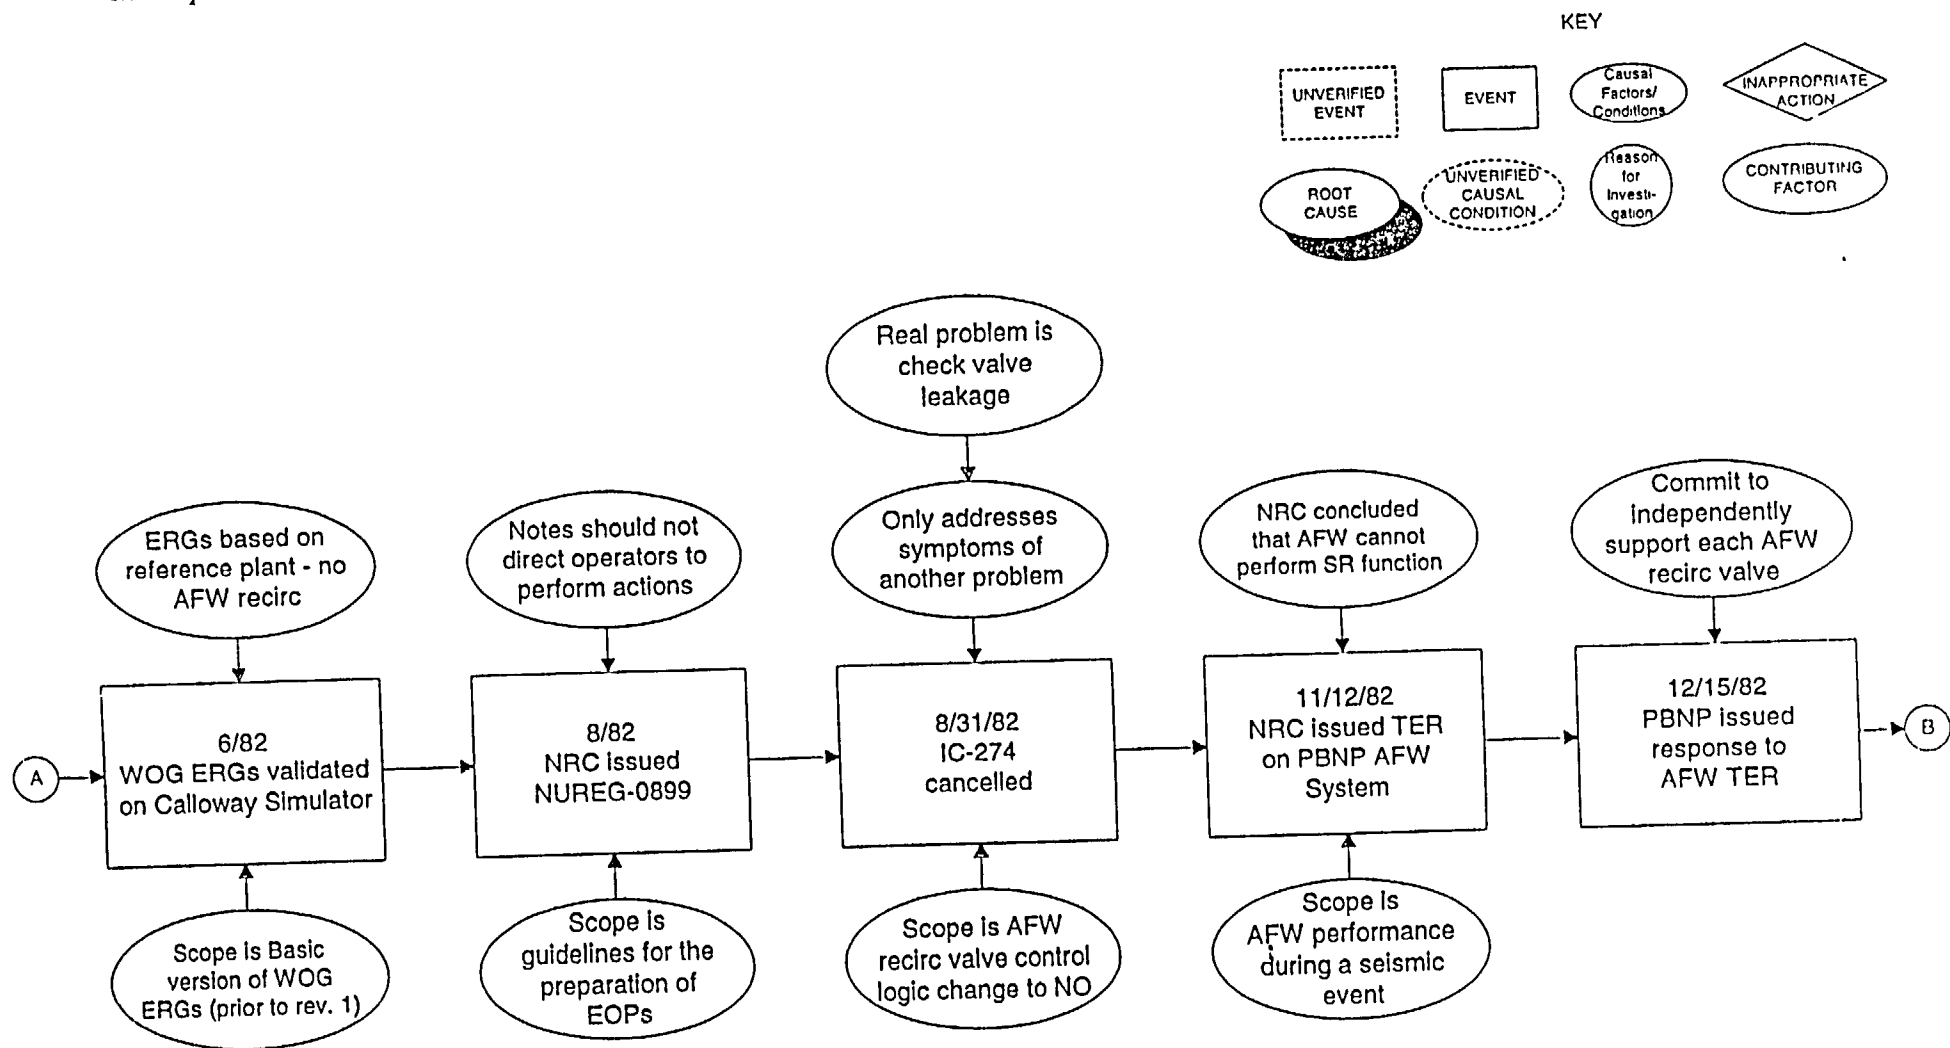 KEY
UNVERIFIED
EVENT
EVENT
Causal
Factors/
Conditions
INAPPROPRIATE
ACTION
ROOT
CAUSE
UNVERIFIED
CAUSAL
CONDITION
Reason
for
Investi-
gation
CONTRIBUTING
FACTOR
Real problem is
check valve
leakage
ERGs based on
reference plant - no
AFW recirc
Notes should not
direct operators to
perform actions
Only addresses
symptoms of
another problem
NRC concluded
that AFW cannot
perform SR function
Commit to
independently
support each AFW
recirc valve
A
6/82
WOG ERGs validated
on Calloway Simulator
8/82
NRC issued
NUREG-0899
8/31/82
IC-274
cancelled
11/12/82
NRC issued TER
on PBNP AFW
System
12/15/82
PBNP issued
response to
AFW TER
B
Scope is Basic
version of WOG
ERGs (prior to rev. 1)
Scope is
guidelines for the
preparation of
EOPs
Scope is AFW
recirc valve control
logic change to NO
Scope is
AFW performance
during a seismic
event